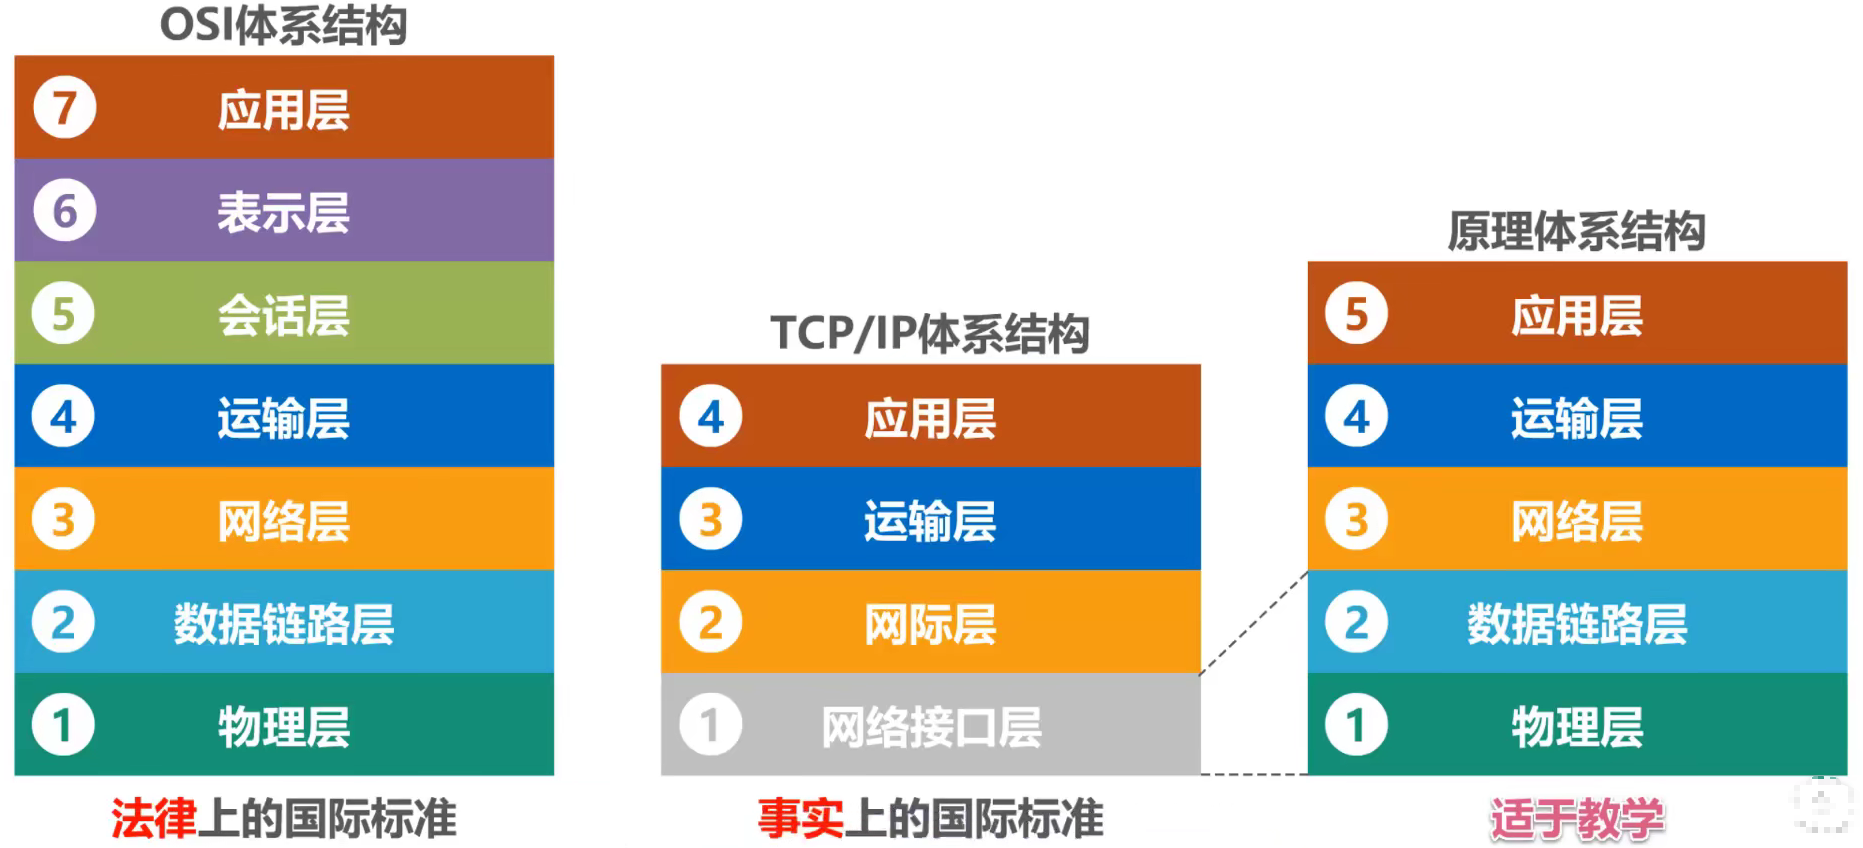 OSI体系结构
7 应用层
6 表示层
5 会话层
4 运输层
3 网络层
2 数据链路层
1 物理层
法律上的国际标准
TCP/IP体系结构
4 应用层
3 运输层
2 网际层
1 网络接口层
事实上的国际标准
原理体系结构
5 应用层
4 运输层
3 网络层
2 数据链路层
1 物理层
适于教学